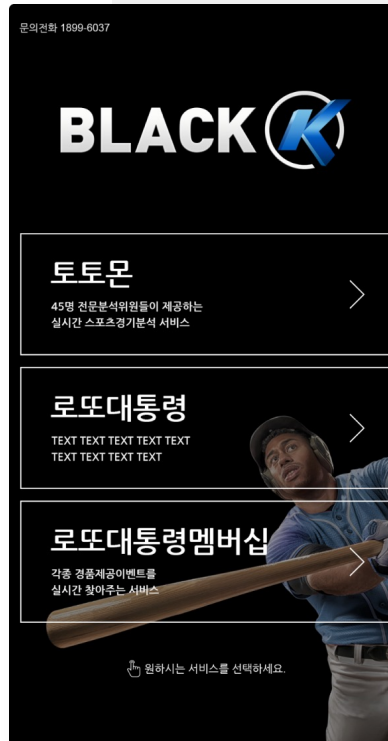 문의전화 1899-6037
BLACK K
토토몬
45명 전문분석위원들이 제공하는
실시간 스포츠경기분석 서비스
로또대통령
TEXT TEXT TEXT TEXT TEXT
TEXT TEXT TEXT TEXT
로또대통령멤버십
각종 경품제공이벤트를
실시간 찾아주는 서비스
원하시는 서비스를 선택하세요.